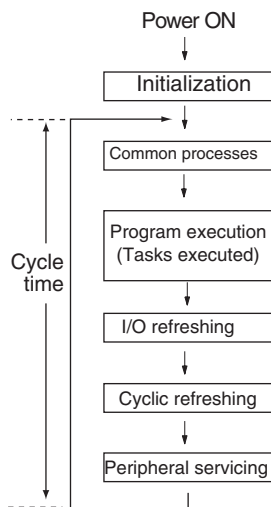 Power ON
Initialization
Common processes
Program execution
(Tasks executed)
Cycle
time
I/O refreshing
Cyclic refreshing
Peripheral servicing